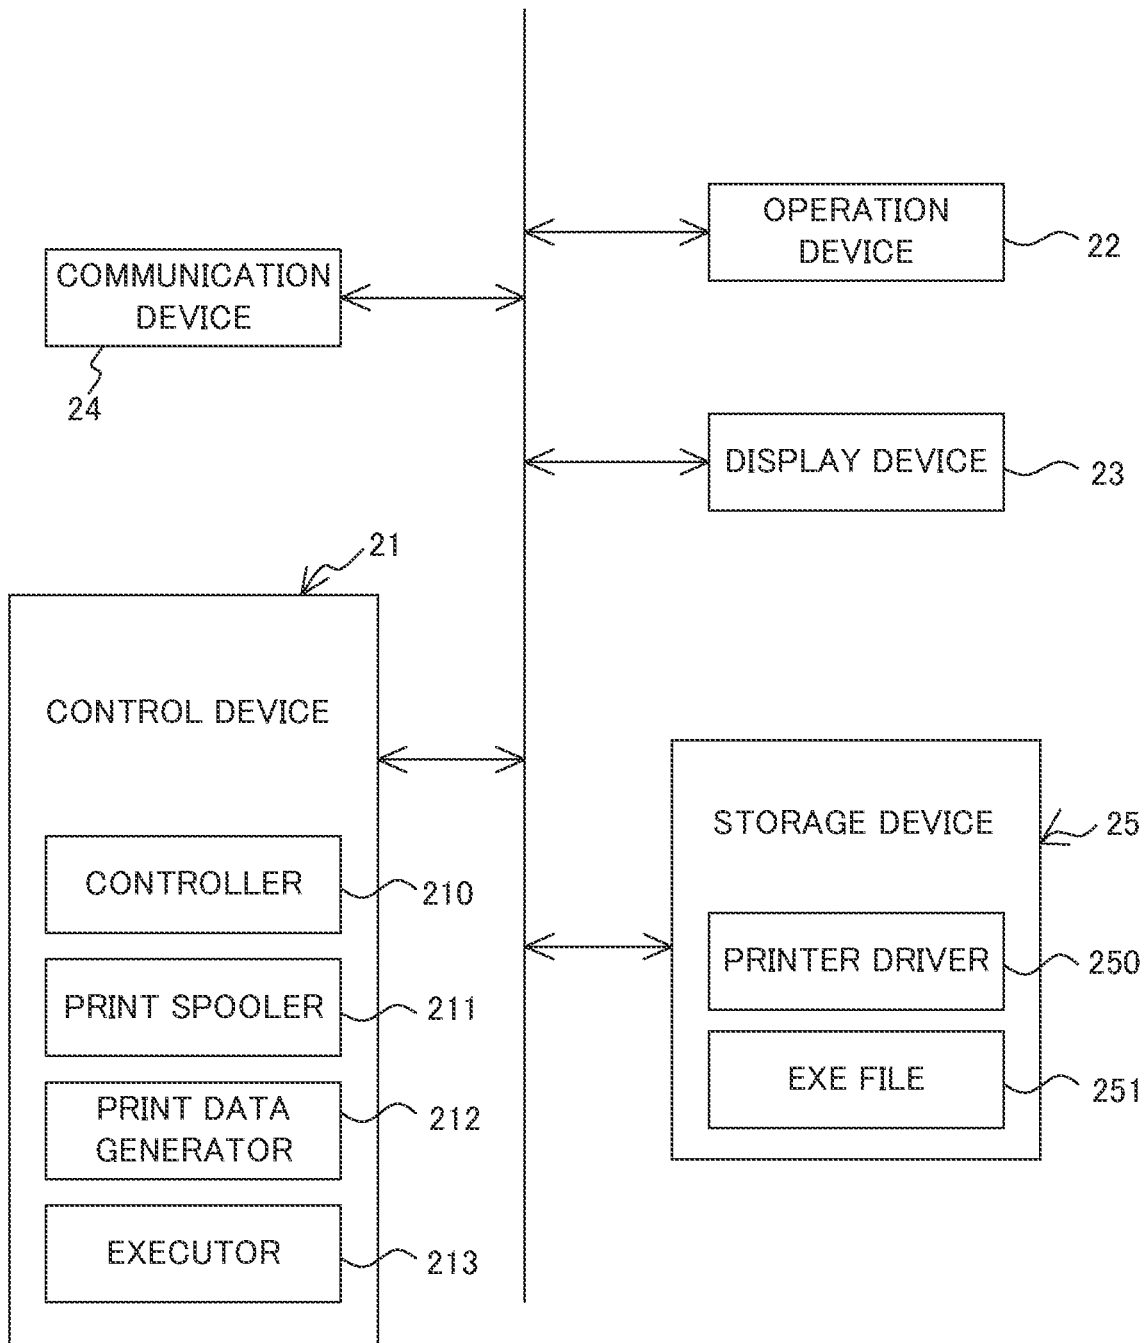 OPERATION
DEVICE
22
COMMUNICATION
DEVICE
24
DISPLAY DEVICE
23
21
CONTROL DEVICE
CONTROLLER
210
PRINT SPOOLER
211
PRINT DATA
GENERATOR
212
EXECUTOR
213
STORAGE DEVICE
25
PRINTER DRIVER
250
EXE FILE
251